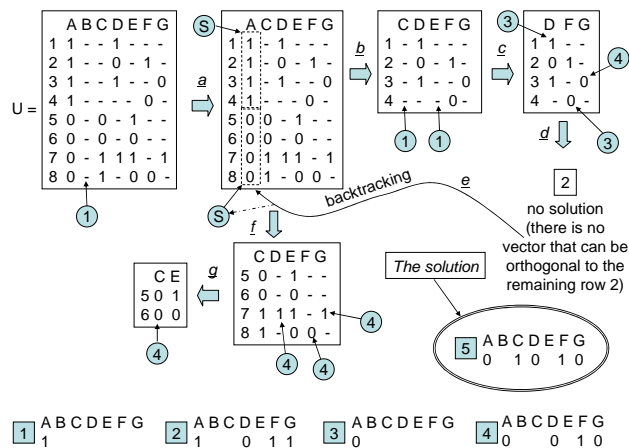 A B C D E F G
1 1 - - 1 - - -
2 1 - - 0 - 1 -
3 1 - - 1 - - 0
4 1 - - - - 0 -
U =
5 0 - 0 - 1 - -
6 0 - 0 - 0 - -
7 0 - 1 1 1 - 1
8 0 - 1 - 0 0 -
1
a
S
A C D E F G
1 1 - 1 - - -
2 1 - 0 - 1 -
3 1 - 1 - - 0
4 1 - - - 0 -
5 0 0 - 1 - -
6 0 0 - 0 - -
7 0 1 1 1 - 1
8 0 1 - 0 0 -
S
b
C D E F G
1 - 1 - - -
2 - 0 - 1 -
3 - 1 - - 0
4 - - - 0 -
1 1
c
3
D F G
1 1 - -
2 0 1 -
3 1 - 0
4 - 0 -
4
3
d
2
no solution
(there is no
vector that can be
orthogonal to the
remaining row 2)
backtracking
e
f
C D E F G
5 0 - 1 - -
6 0 - 0 - -
7 1 1 1 - 1
8 1 - 0 0 -
4
4
4
g
C E
5 0 1
6 0 0
4
The solution
5
A B C D E F G
0 1 0 1 0
1
A B C D E F G
1
2
A B C D E F G
1 0 1 1
3
A B C D E F G
0
4
A B C D E F G
0 0 1 0